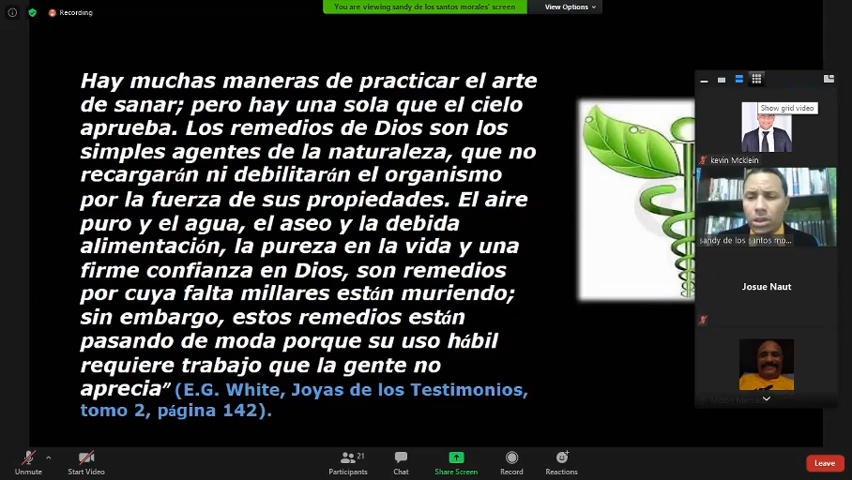 Recording
You are viewing sandy de los santos morales' screen
View Options
Hay muchas maneras de practicar el arte
de sanar; pero hay una sola que el cielo
aprueba. Los remedios de Dios son los
simples agentes de la naturaleza, que no
recargarán ni debilitarán el organismo
por la fuerza de sus propiedades. El aire
puro y el agua, el aseo y la debida
alimentación, la pureza en la vida y una
firme confianza en Dios, son remedios
por cuya falta millares están muriendo;
sin embargo, estos remedios están
pasando de moda porque su uso hábil
requiere trabajo que la gente no
aprecia” (E.G. White, Joyas de los Testimonios,
tomo 2, página 142).
Show grid video
kevin Mcklein
sandy de los santos mo...
Josue Naut
Unmute
Start Video
Participants
21
Chat
Share Screen
Record
Reactions
Leave